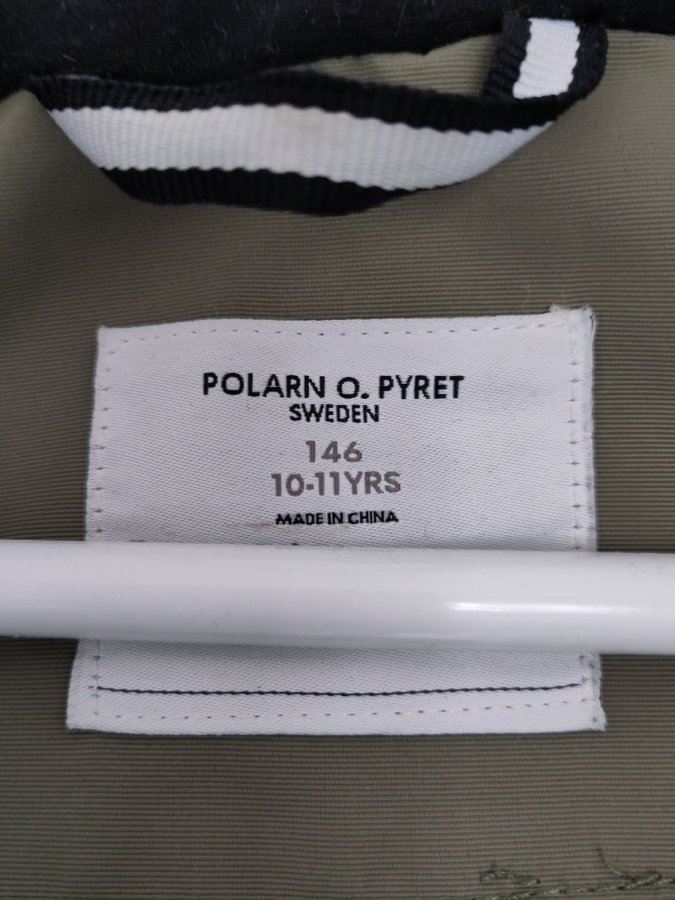 POLARN O. PYRET
SWEDEN
146
10-11YRS
MADE IN CHINA